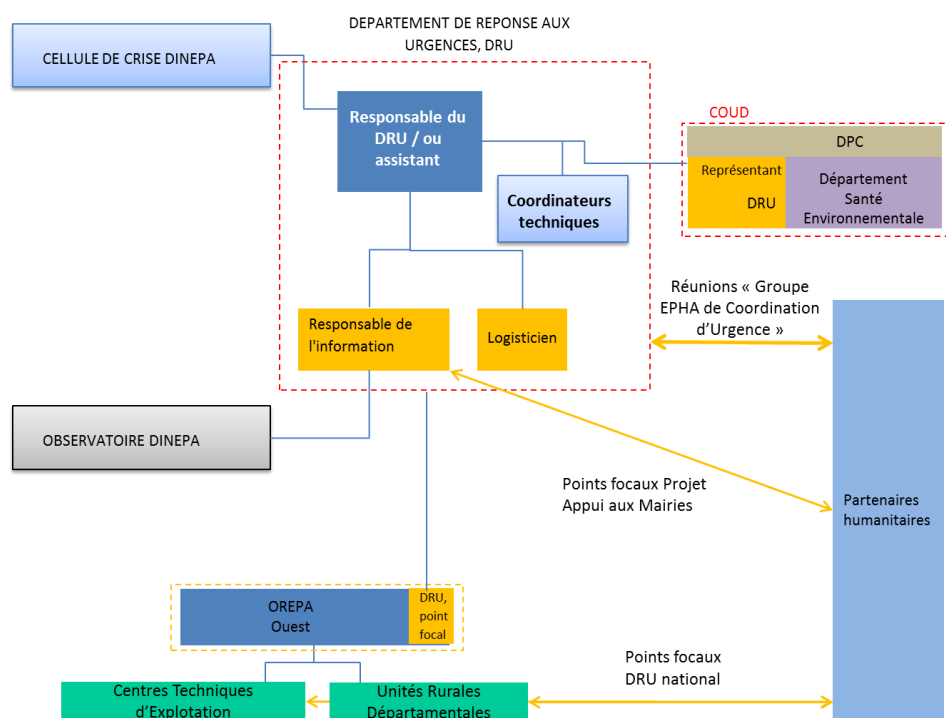 DEPARTEMENT DE REPONSE AUX
URGENCES, DRU
CELLULE DE CRISE DINEPA
Responsable du
DRU / ou
assistant
Coordinateurs
techniques
COUD
DPC
Représentant
DRU
Département
Santé
Environnementale
Responsable de
l'information
Logisticien
Réunions « Groupe
EPHA de Coordination
d’Urgence »
OBSERVATOIRE DINEPA
Points focaux Projet
Appui aux Mairies
Partenaires
humanitaires
OREPA
Ouest
DRU,
point
focal
Points focaux
DRU national
Centres Techniques
d’Explotation
Unités Rurales
Départementales